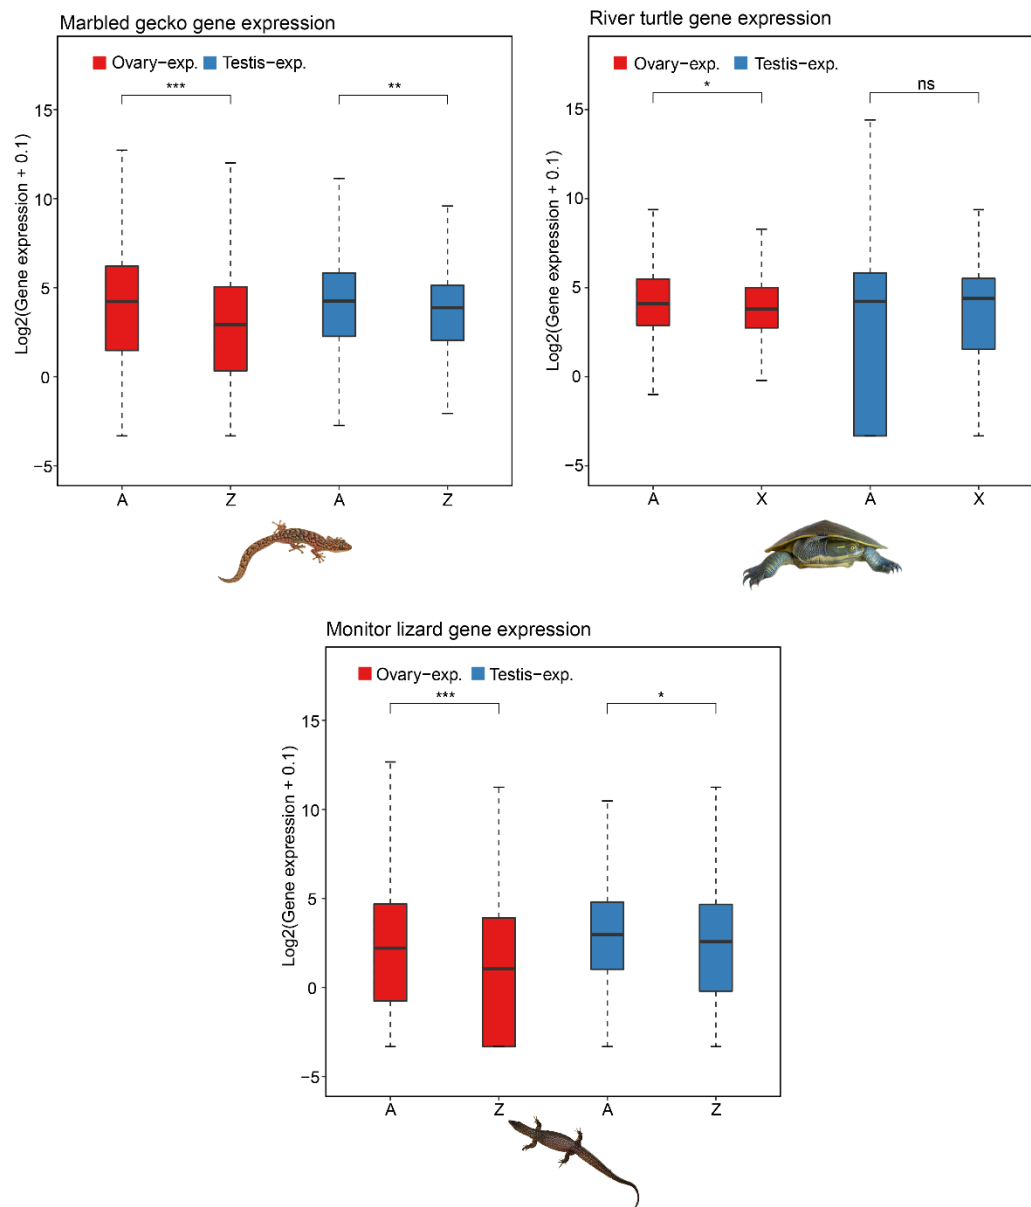 Marbled gecko gene expression
Ovary−exp. Testis−exp.
*** **
Log2(Gene expression + 0.1)
15
10
5
0
−5
A Z A Z
River turtle gene expression
Ovary−exp. Testis−exp.
* ns
Log2(Gene expression + 0.1)
15
10
5
0
−5
A X A X
Monitor lizard gene expression
Ovary−exp. Testis−exp.
*** *
Log2(Gene expression + 0.1)
15
10
5
0
−5
A Z A Z